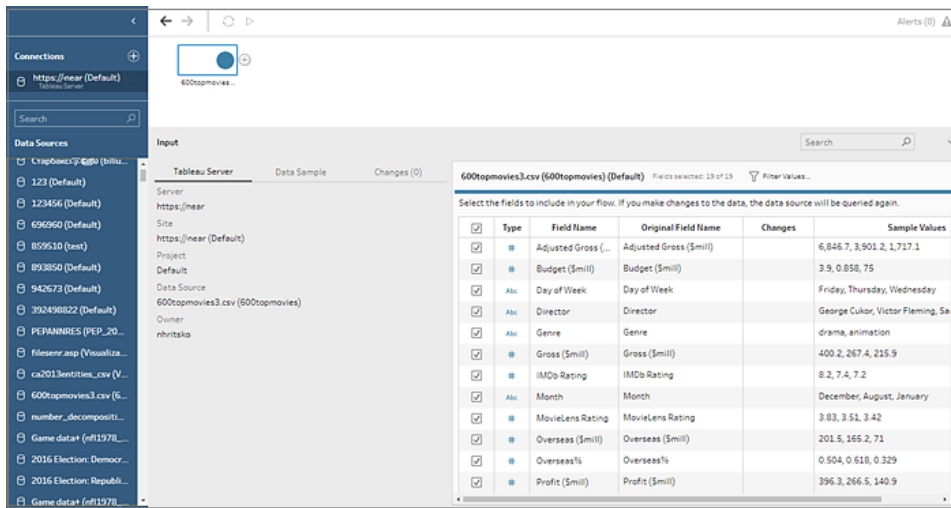 Alerts (0)
Connections
https://near (Default)
Tableau Server
600topmovies...
Search
Data Sources
Input
Search
(billiu...
123 (Default)
123456 (Default)
696960 (Default)
859510 (test)
893850 (Default)
942673 (Default)
392498822 (Default)
PEPANNRES (PEP_20...
filesenr.asp (Visualiza...
ca2013entities_csv (V...
600topmovies3.csv (6...
number_decompositi...
Game data+ (nfl1978_...
2016 Election: Democr...
2016 Election: Republi...
Game data+ (nfl1978_...
Tableau Server Data Sample Changes (0)
Server
https://near
Site
https://near (Default)
Project
Default
Data Source
600topmovies3.csv (600topmovies)
Owner
nhritsko
600topmovies3.csv (600topmovies) (Default) Fields selected: 19 of 19 Filter Values...
Select the fields to include in your flow. If you make changes to the data, the data source will be queried again.
Type Field Name Original Field Name Changes Sample Values
# Adjusted Gross (... Adjusted Gross ($mill) 6,846.7, 3,901.2, 1,717.1
# Budget ($mill) Budget ($mill) 3.9, 0.858, 75
Abc Day of Week Day of Week Friday, Thursday, Wednesday
Abc Director Director George Cukor, Victor Fleming, Sa
Abc Genre Genre drama, animation
# Gross ($mill) Gross ($mill) 400.2, 267.4, 215.9
# IMDb Rating IMDb Rating 8.2, 7.4, 7.2
Abc Month Month December, August, January
# MovieLens Rating MovieLens Rating 3.83, 3.51, 3.42
# Overseas ($mill) Overseas ($mill) 201.5, 165.2, 71
# Overseas% Overseas% 0.504, 0.618, 0.329
# Profit ($mill) Profit ($mill) 396.3, 266.5, 140.9